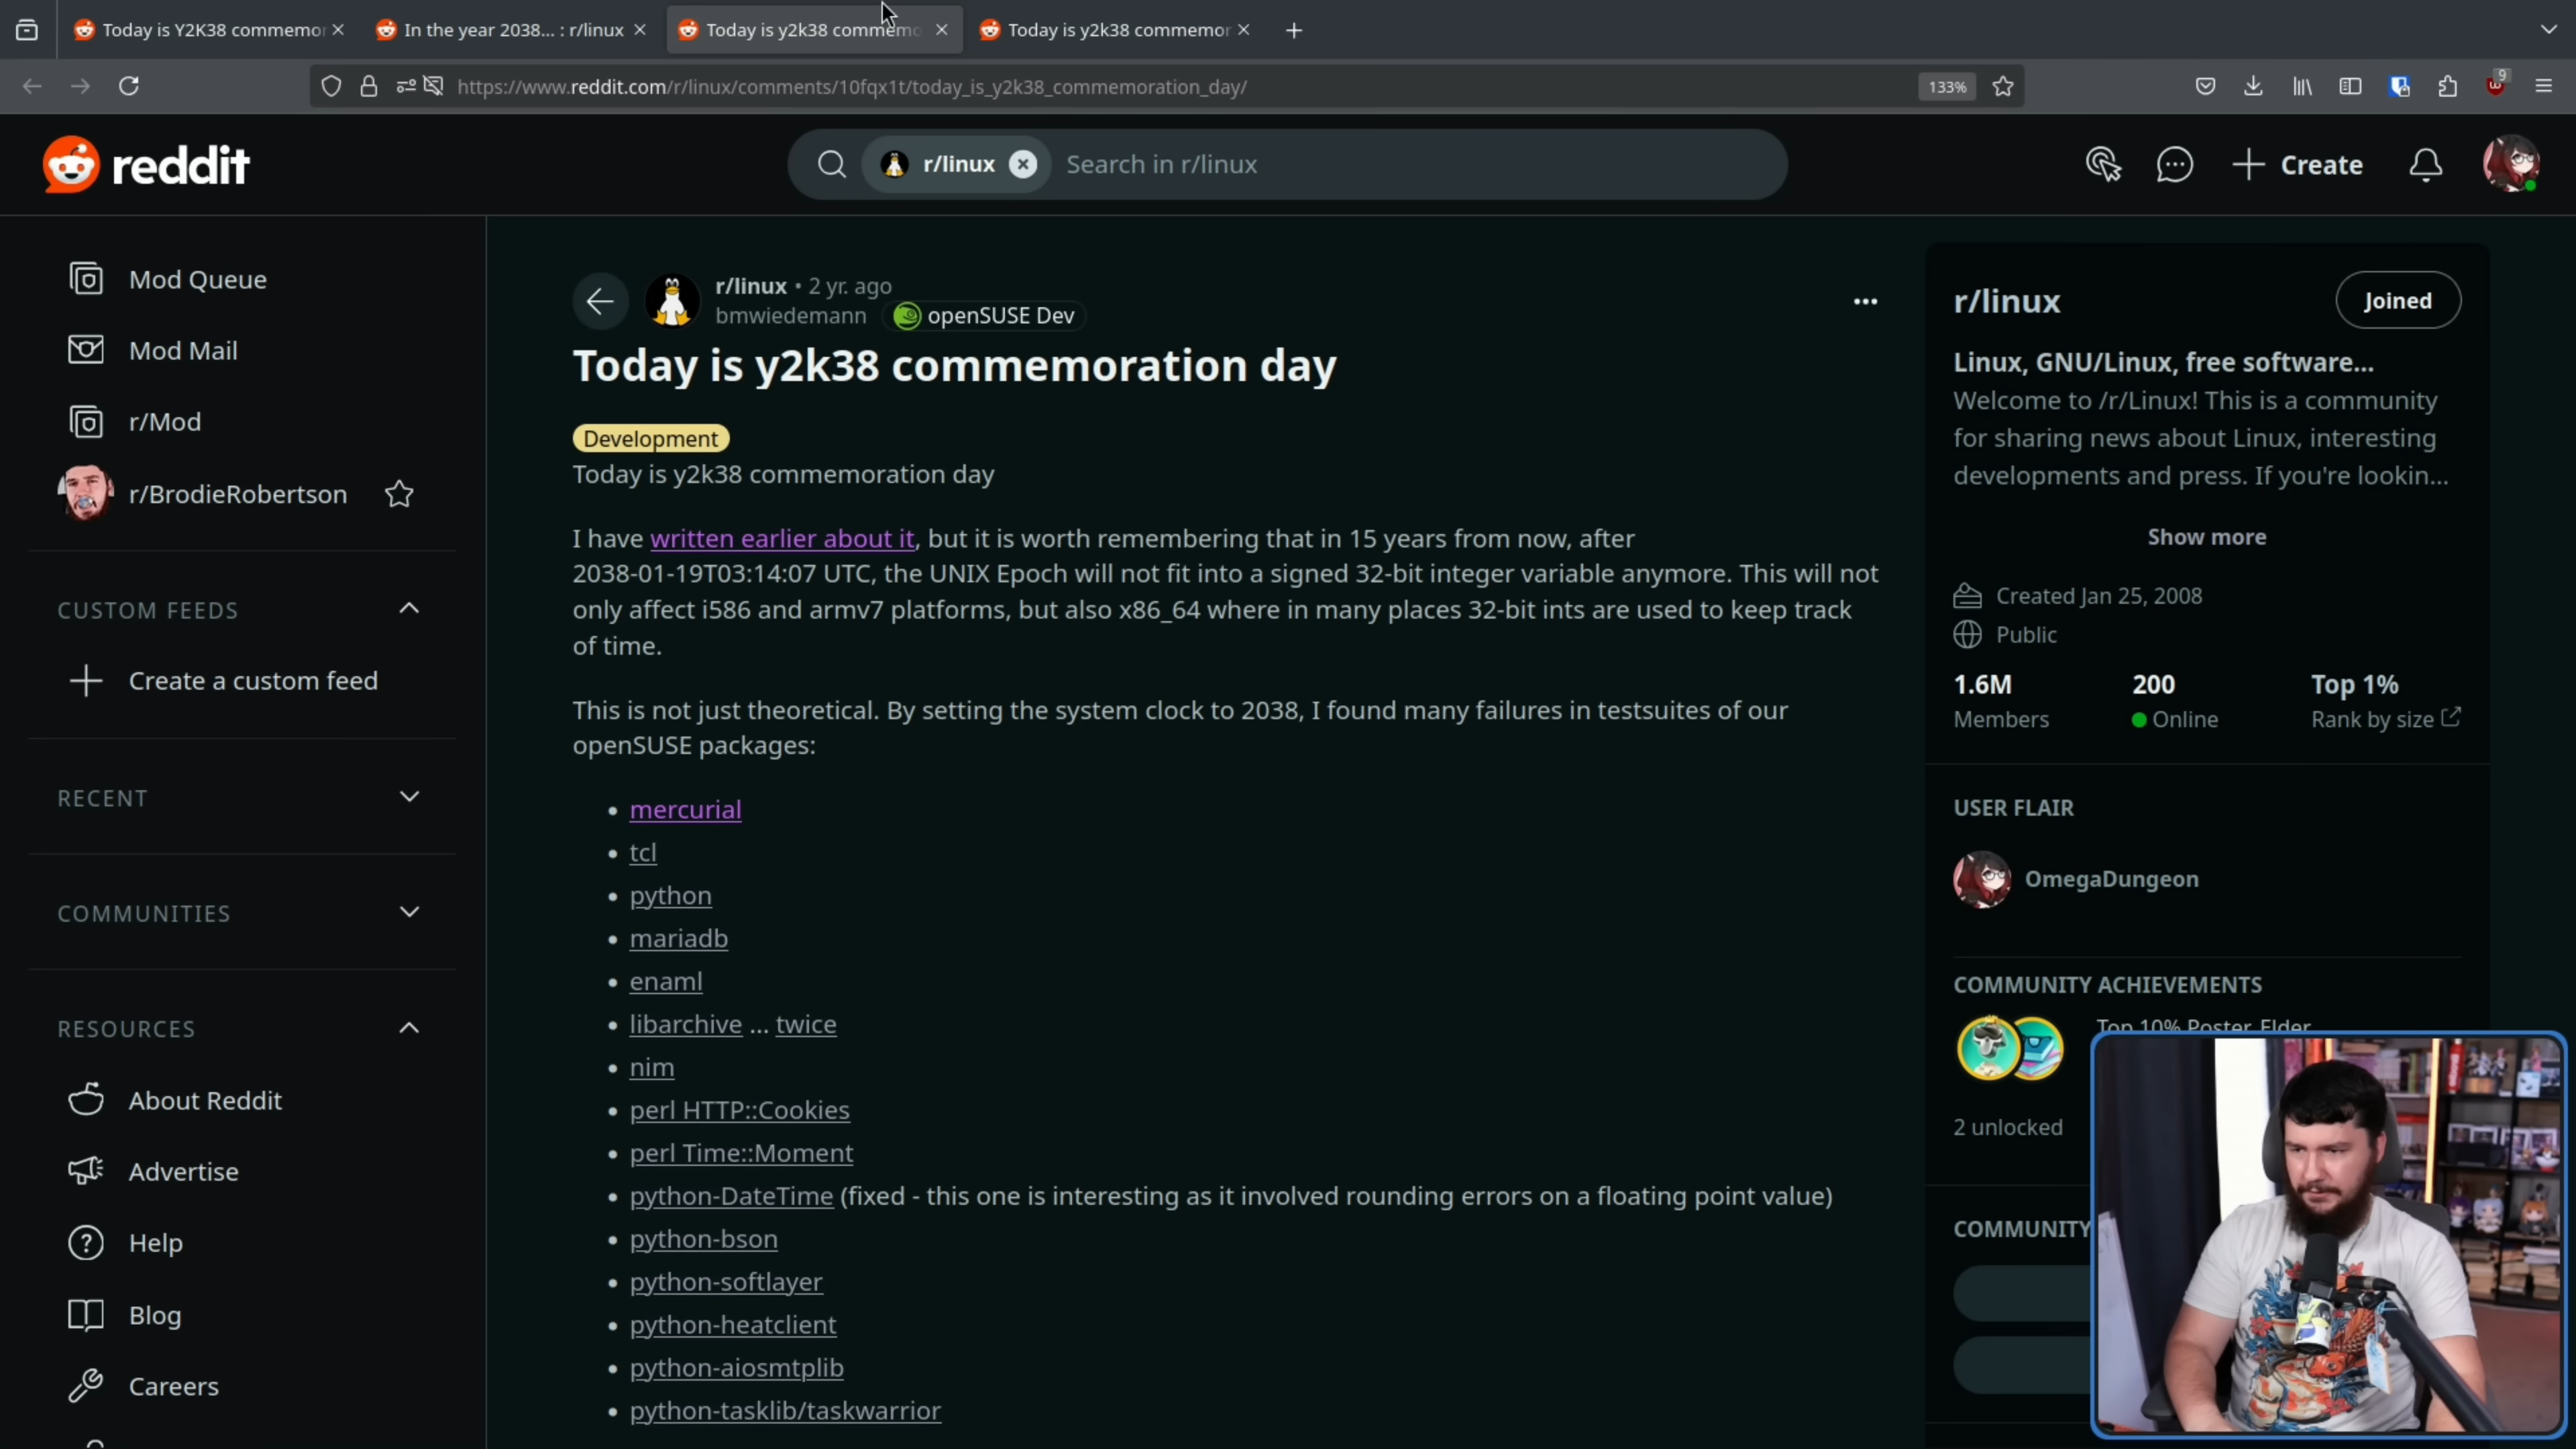 Today is Y2K38 commemor
In the year 2038... : r/linux
Today is y2k38 commemo
Today is y2k38 commemor
https://www.reddit.com/r/linux/comments/10fqx1t/today_is_y2k38_commemoration_day/
133%
9
reddit
r/linux
Search in r/linux
Create
Mod Queue
Mod Mail
r/Mod
r/BrodieRobertson
CUSTOM FEEDS
Create a custom feed
RECENT
COMMUNITIES
RESOURCES
About Reddit
Advertise
Help
Blog
Careers
r/linux • 2 yr. ago
bmwiedemann openSUSE Dev
Today is y2k38 commemoration day
Development
Today is y2k38 commemoration day
I have written earlier about it, but it is worth remembering that in 15 years from now, after
2038-01-19T03:14:07 UTC, the UNIX Epoch will not fit into a signed 32-bit integer variable anymore. This will not
only affect i586 and armv7 platforms, but also x86_64 where in many places 32-bit ints are used to keep track
of time.
This is not just theoretical. By setting the system clock to 2038, I found many failures in testsuites of our
openSUSE packages:
• mercurial
• tcl
• python
• mariadb
• enaml
• libarchive ... twice
• nim
• perl HTTP::Cookies
• perl Time::Moment
• python-DateTime (fixed - this one is interesting as it involved rounding errors on a floating point value)
• python-bson
• python-softlayer
• python-heatclient
• python-aiosmtplib
• python-tasklib/taskwarrior
r/linux
Joined
Linux, GNU/Linux, free software...
Welcome to /r/Linux! This is a community
for sharing news about Linux, interesting
developments and press. If you're lookin...
Show more
Created Jan 25, 2008
Public
1.6M 200 Top 1%
Members Online Rank by size
USER FLAIR
OmegaDungeon
COMMUNITY ACHIEVEMENTS
Top 10% Poster, Elder
2 unlocked
COMMUNITY